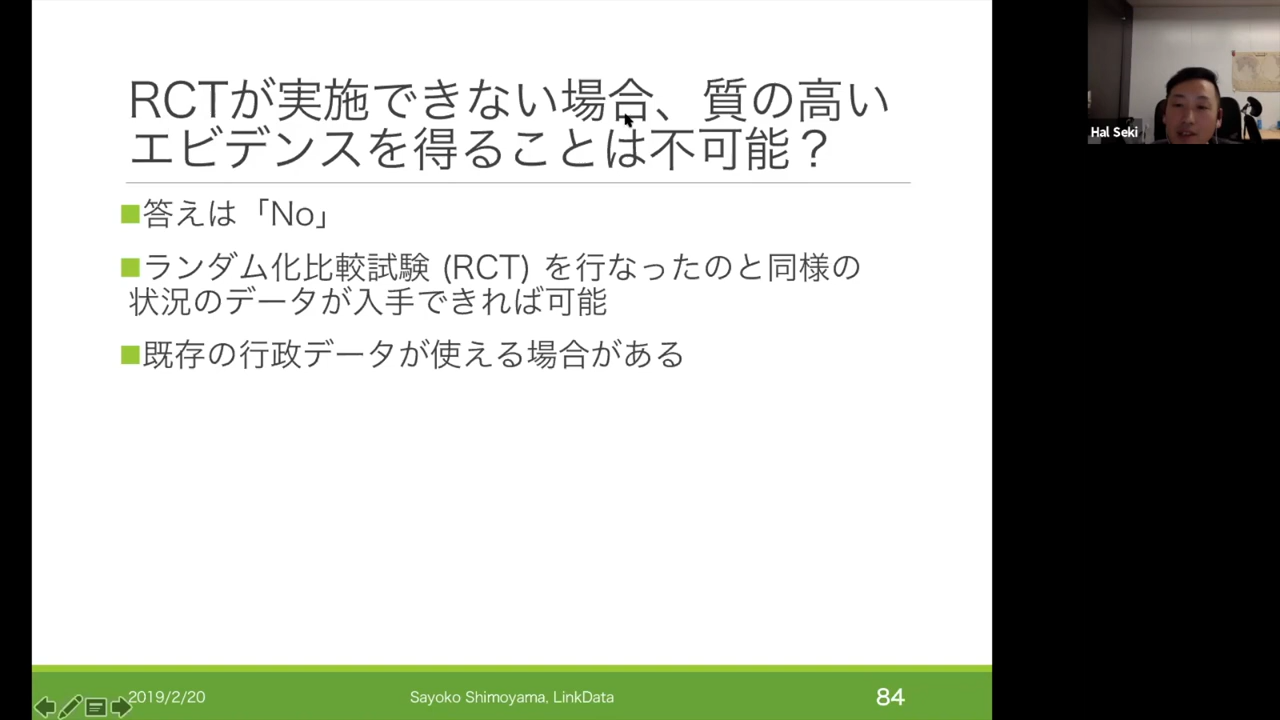 RCTが実施できない場合、質の高い
エビデンスを得ることは不可能？
答えは「No」
ランダム化比較試験 (RCT) を行なったのと同様の
状況のデータが入手できれば可能
既存の行政データが使える場合がある
2019/2/20
Sayoko Shimoyama, LinkData
84
Hal Seki